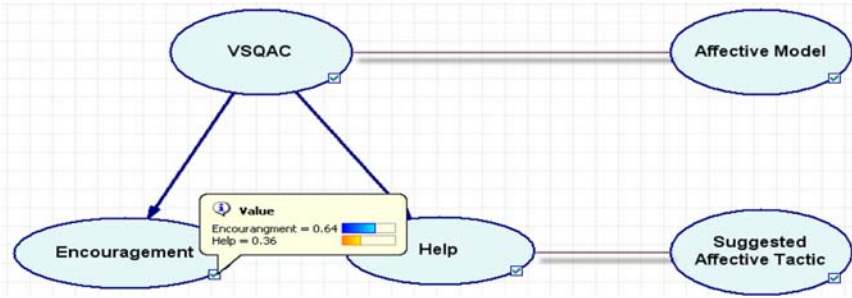 VSQAC
Affective Model
Value
Encourangment = 0.64
Help = 0.36
Encouragement
Help
Suggested
Affective Tactic